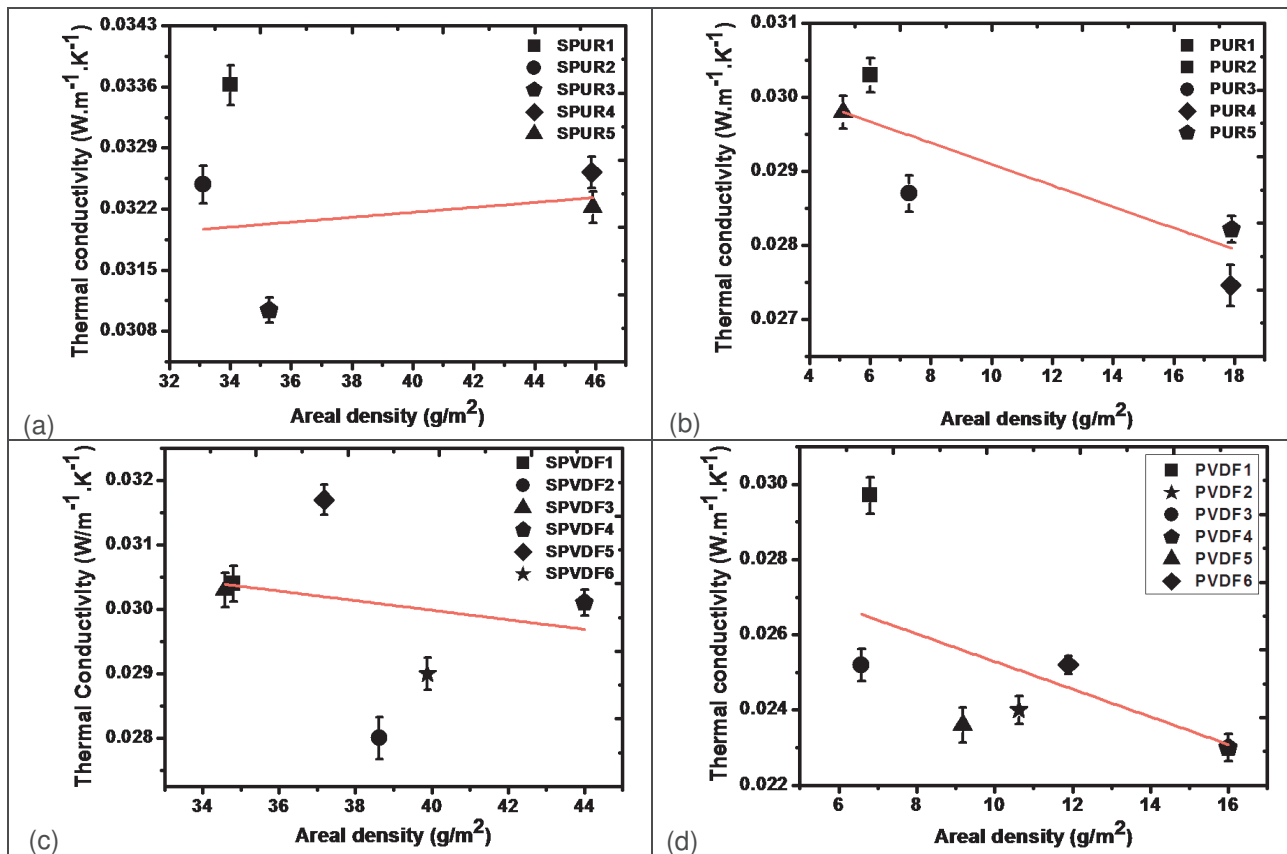 Thermal conductivity (W.m⁻¹.K⁻¹)
0.0343
0.0336
0.0329
0.0322
0.0315
0.0308
SPUR1
SPUR2
SPUR3
SPUR4
SPUR5
32 34 36 38 40 42 44 46
Areal density (g/m²)
(a)
Thermal conductivity (W.m⁻¹.K⁻¹)
0.031
0.030
0.029
0.028
0.027
PUR1
PUR2
PUR3
PUR4
PUR5
4 6 8 10 12 14 16 18
Areal density (g/m²)
(b)
Thermal Conductivity (W/m⁻¹.K⁻¹)
0.032
0.031
0.030
0.029
0.028
SPVDF1
SPVDF2
SPVDF3
SPVDF4
SPVDF5
SPVDF6
34 36 38 40 42 44
Areal density (g/m²)
(c)
Thermal conductivity (W.m⁻¹.K⁻¹)
0.030
0.028
0.026
0.024
0.022
PVDF1
PVDF2
PVDF3
PVDF4
PVDF5
PVDF6
6 8 10 12 14 16
Areal density (g/m²)
(d)